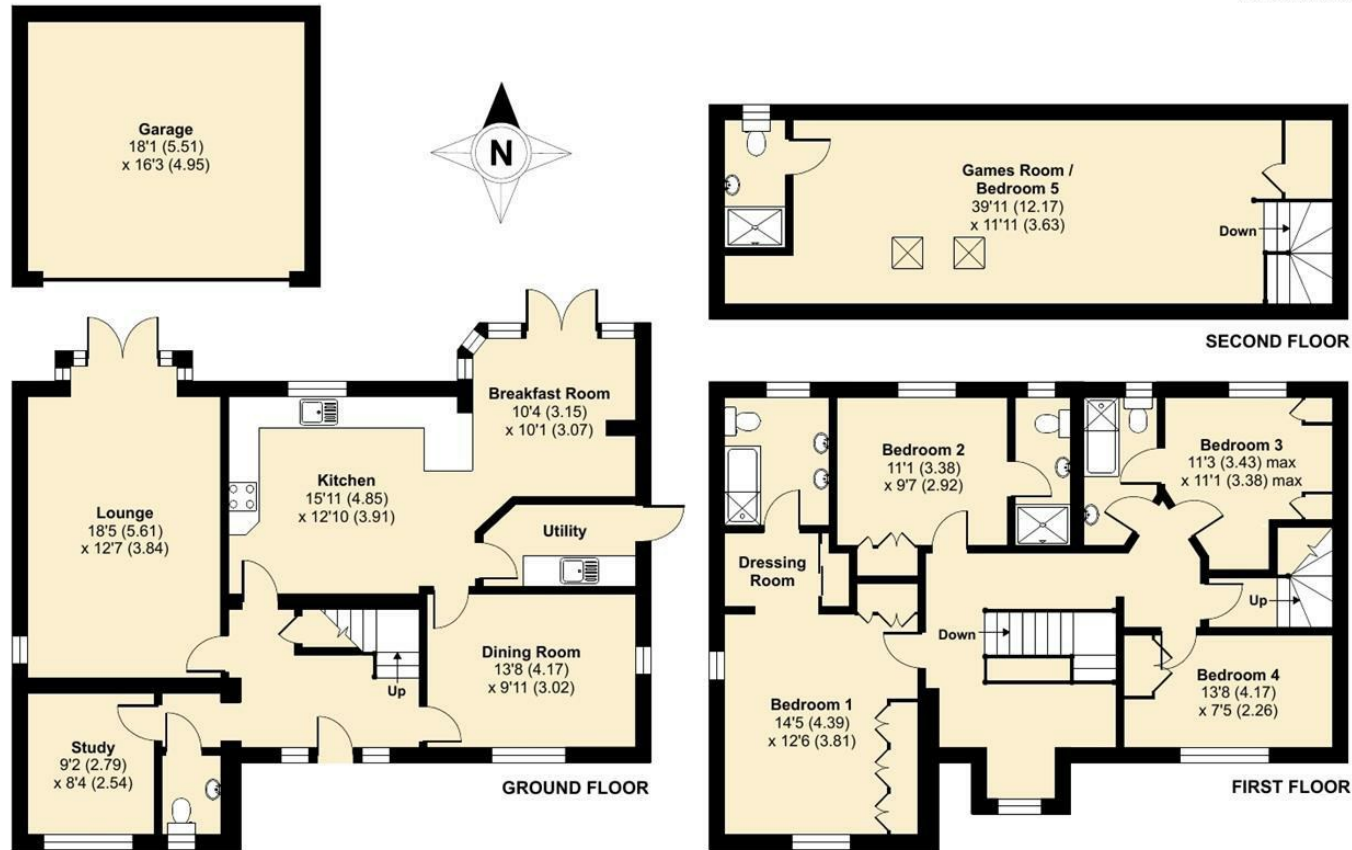 Garage
18'1 (5.51)
x 16'3 (4.95)
N
Games Room /
Bedroom 5
39'11 (12.17)
x 11'11 (3.63)
Down
SECOND FLOOR
Breakfast Room
10'4 (3.15)
x 10'1 (3.07)
Kitchen
15'11 (4.85)
x 12'10 (3.91)
Lounge
18'5 (5.61)
x 12'7 (3.84)
Utility
Dining Room
13'8 (4.17)
x 9'11 (3.02)
Up
Study
9'2 (2.79)
x 8'4 (2.54)
GROUND FLOOR
Bedroom 2
11'1 (3.38)
x 9'7 (2.92)
Bedroom 3
11'3 (3.43) max
x 11'1 (3.38) max
Dressing
Room
Up
Down
Bedroom 1
14'5 (4.39)
x 12'6 (3.81)
Bedroom 4
13'8 (4.17)
x 7'5 (2.26)
FIRST FLOOR